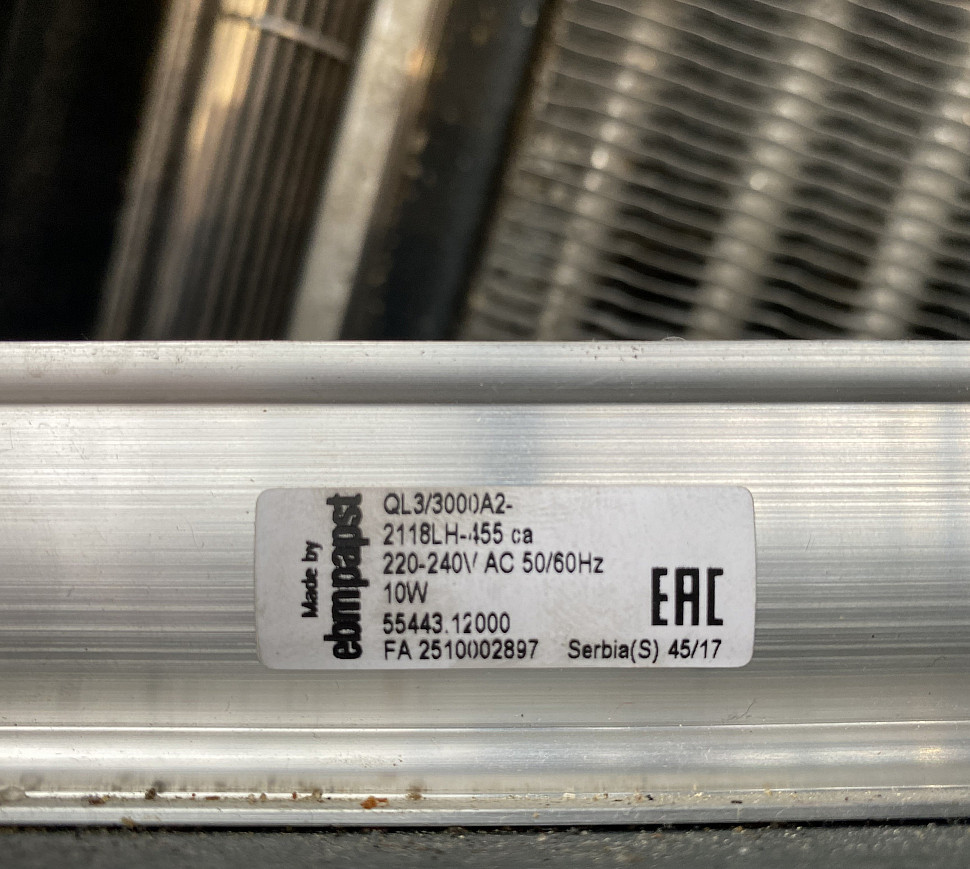 Made by
ebmpapst
QL3/3000A2-
2118LH-455 ca
220-240V AC 50/60Hz
10W
55443.12000
FA 2510002897 Serbia(S) 45/17
EAC